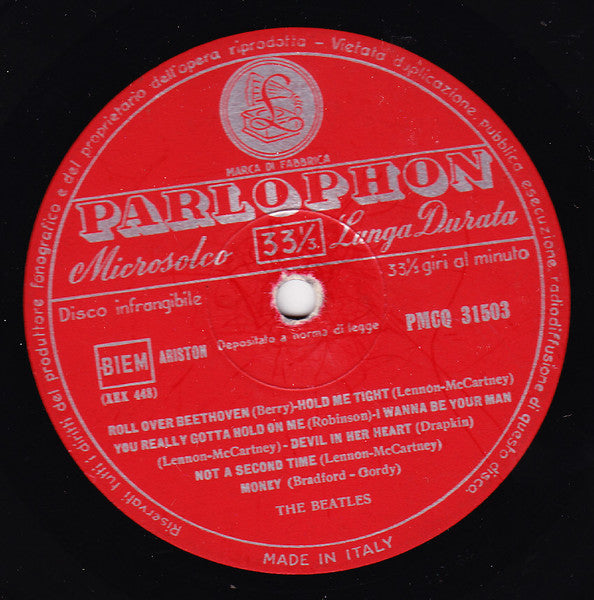 Riservati tutti i diritti del produttore fonografico e del proprietario dell'opera riprodotta - Vietata duplicazione pubblica esecuzione radiodiffusione di questo disco.
MARCA DI FABBRICA
PARLOPHON
Microsolco 33⅓. Lunga Durata
33⅓ giri al minuto
Disco infrangibile
Depositato a norma di legge
PMCQ 31503
BIEM ARISTON
(XEX 448)
ROLL OVER BEETHOVEN (Berry)-HOLD ME TIGHT (Lennon-McCartney)
YOU REALLY GOTTA HOLD ON ME (Robinson)-I WANNA BE YOUR MAN
(Lennon-McCartney) - DEVIL IN HER HEART (Drapkin)
NOT A SECOND TIME (Lennon-McCartney)
MONEY (Bradford - Gordy)
THE BEATLES
MADE IN ITALY